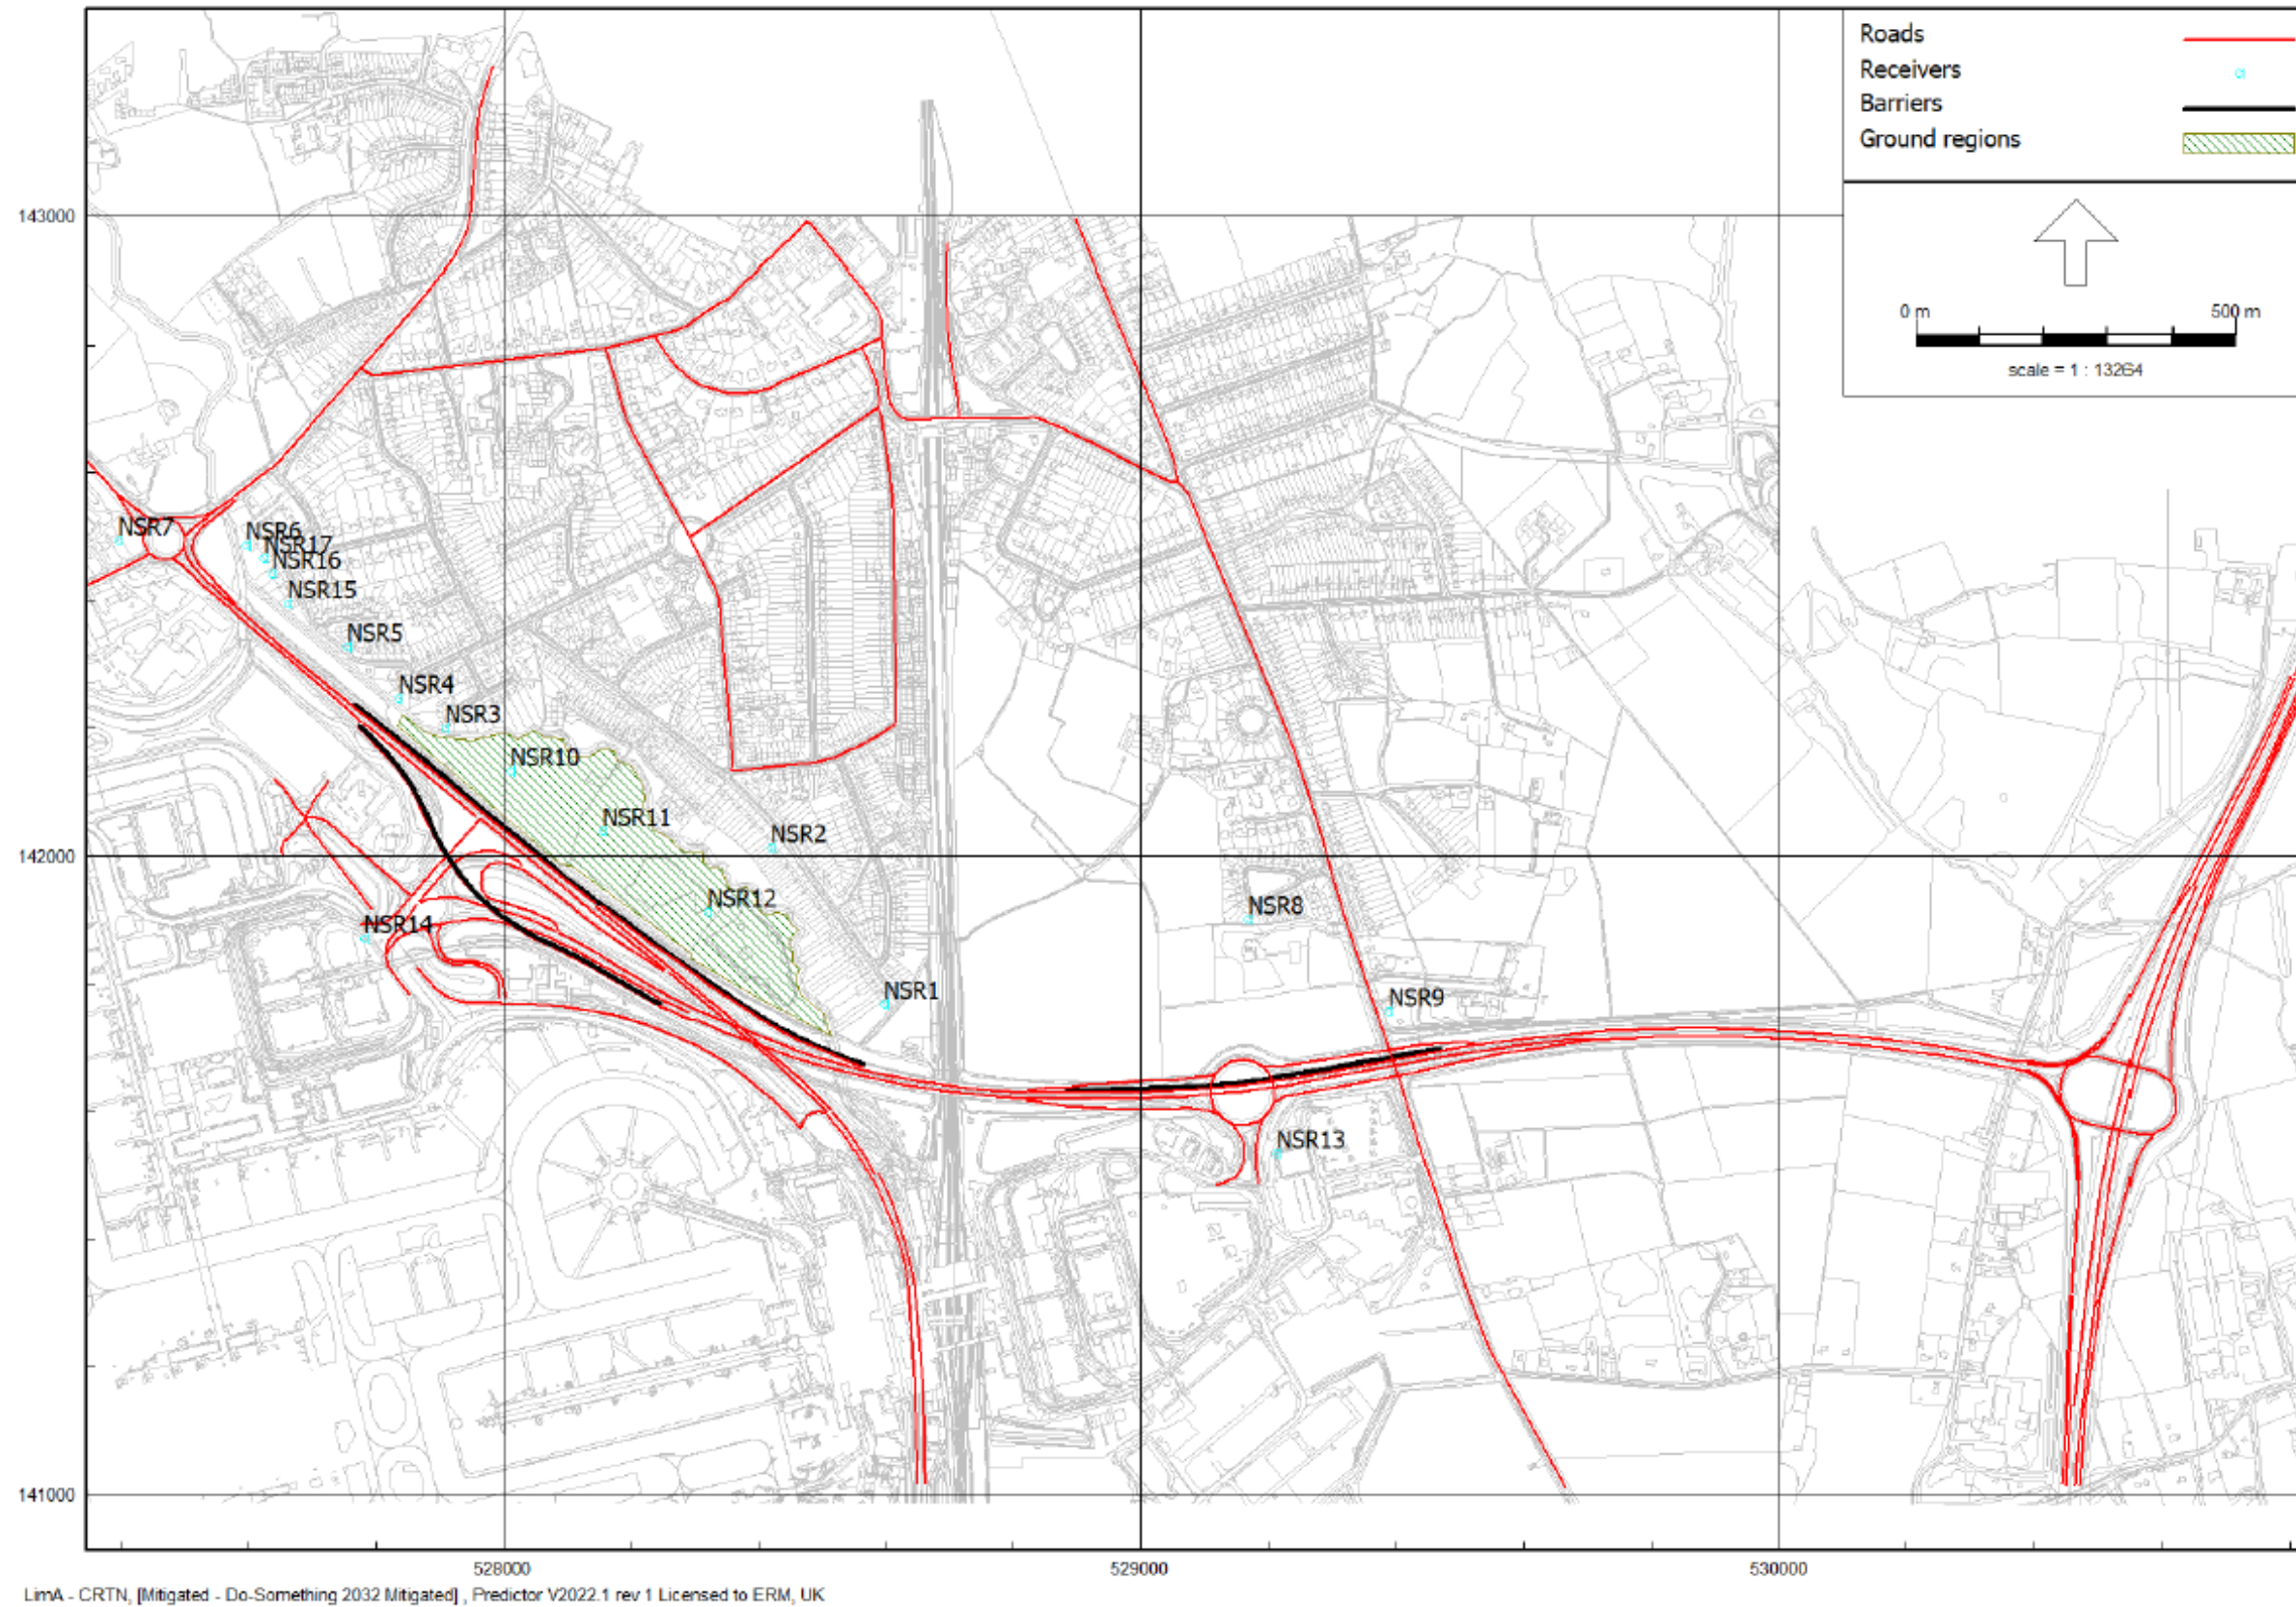 Roads
Receivers
Barriers
Ground regions
0 m 500 m
scale = 1 : 13264
143000
NSR7
NSR6
NSR17
NSR16
NSR15
NSR5
NSR4
NSR3
NSR10
NSR11
NSR2
142000
NSR12
NSR8
NSR14
NSR1
NSR9
NSR13
141000
528000 529000 530000
LimA - CRTN, [Mitigated - Do-Something 2032 Mitigated] , Predictor V2022.1 rev 1 Licensed to ERM, UK